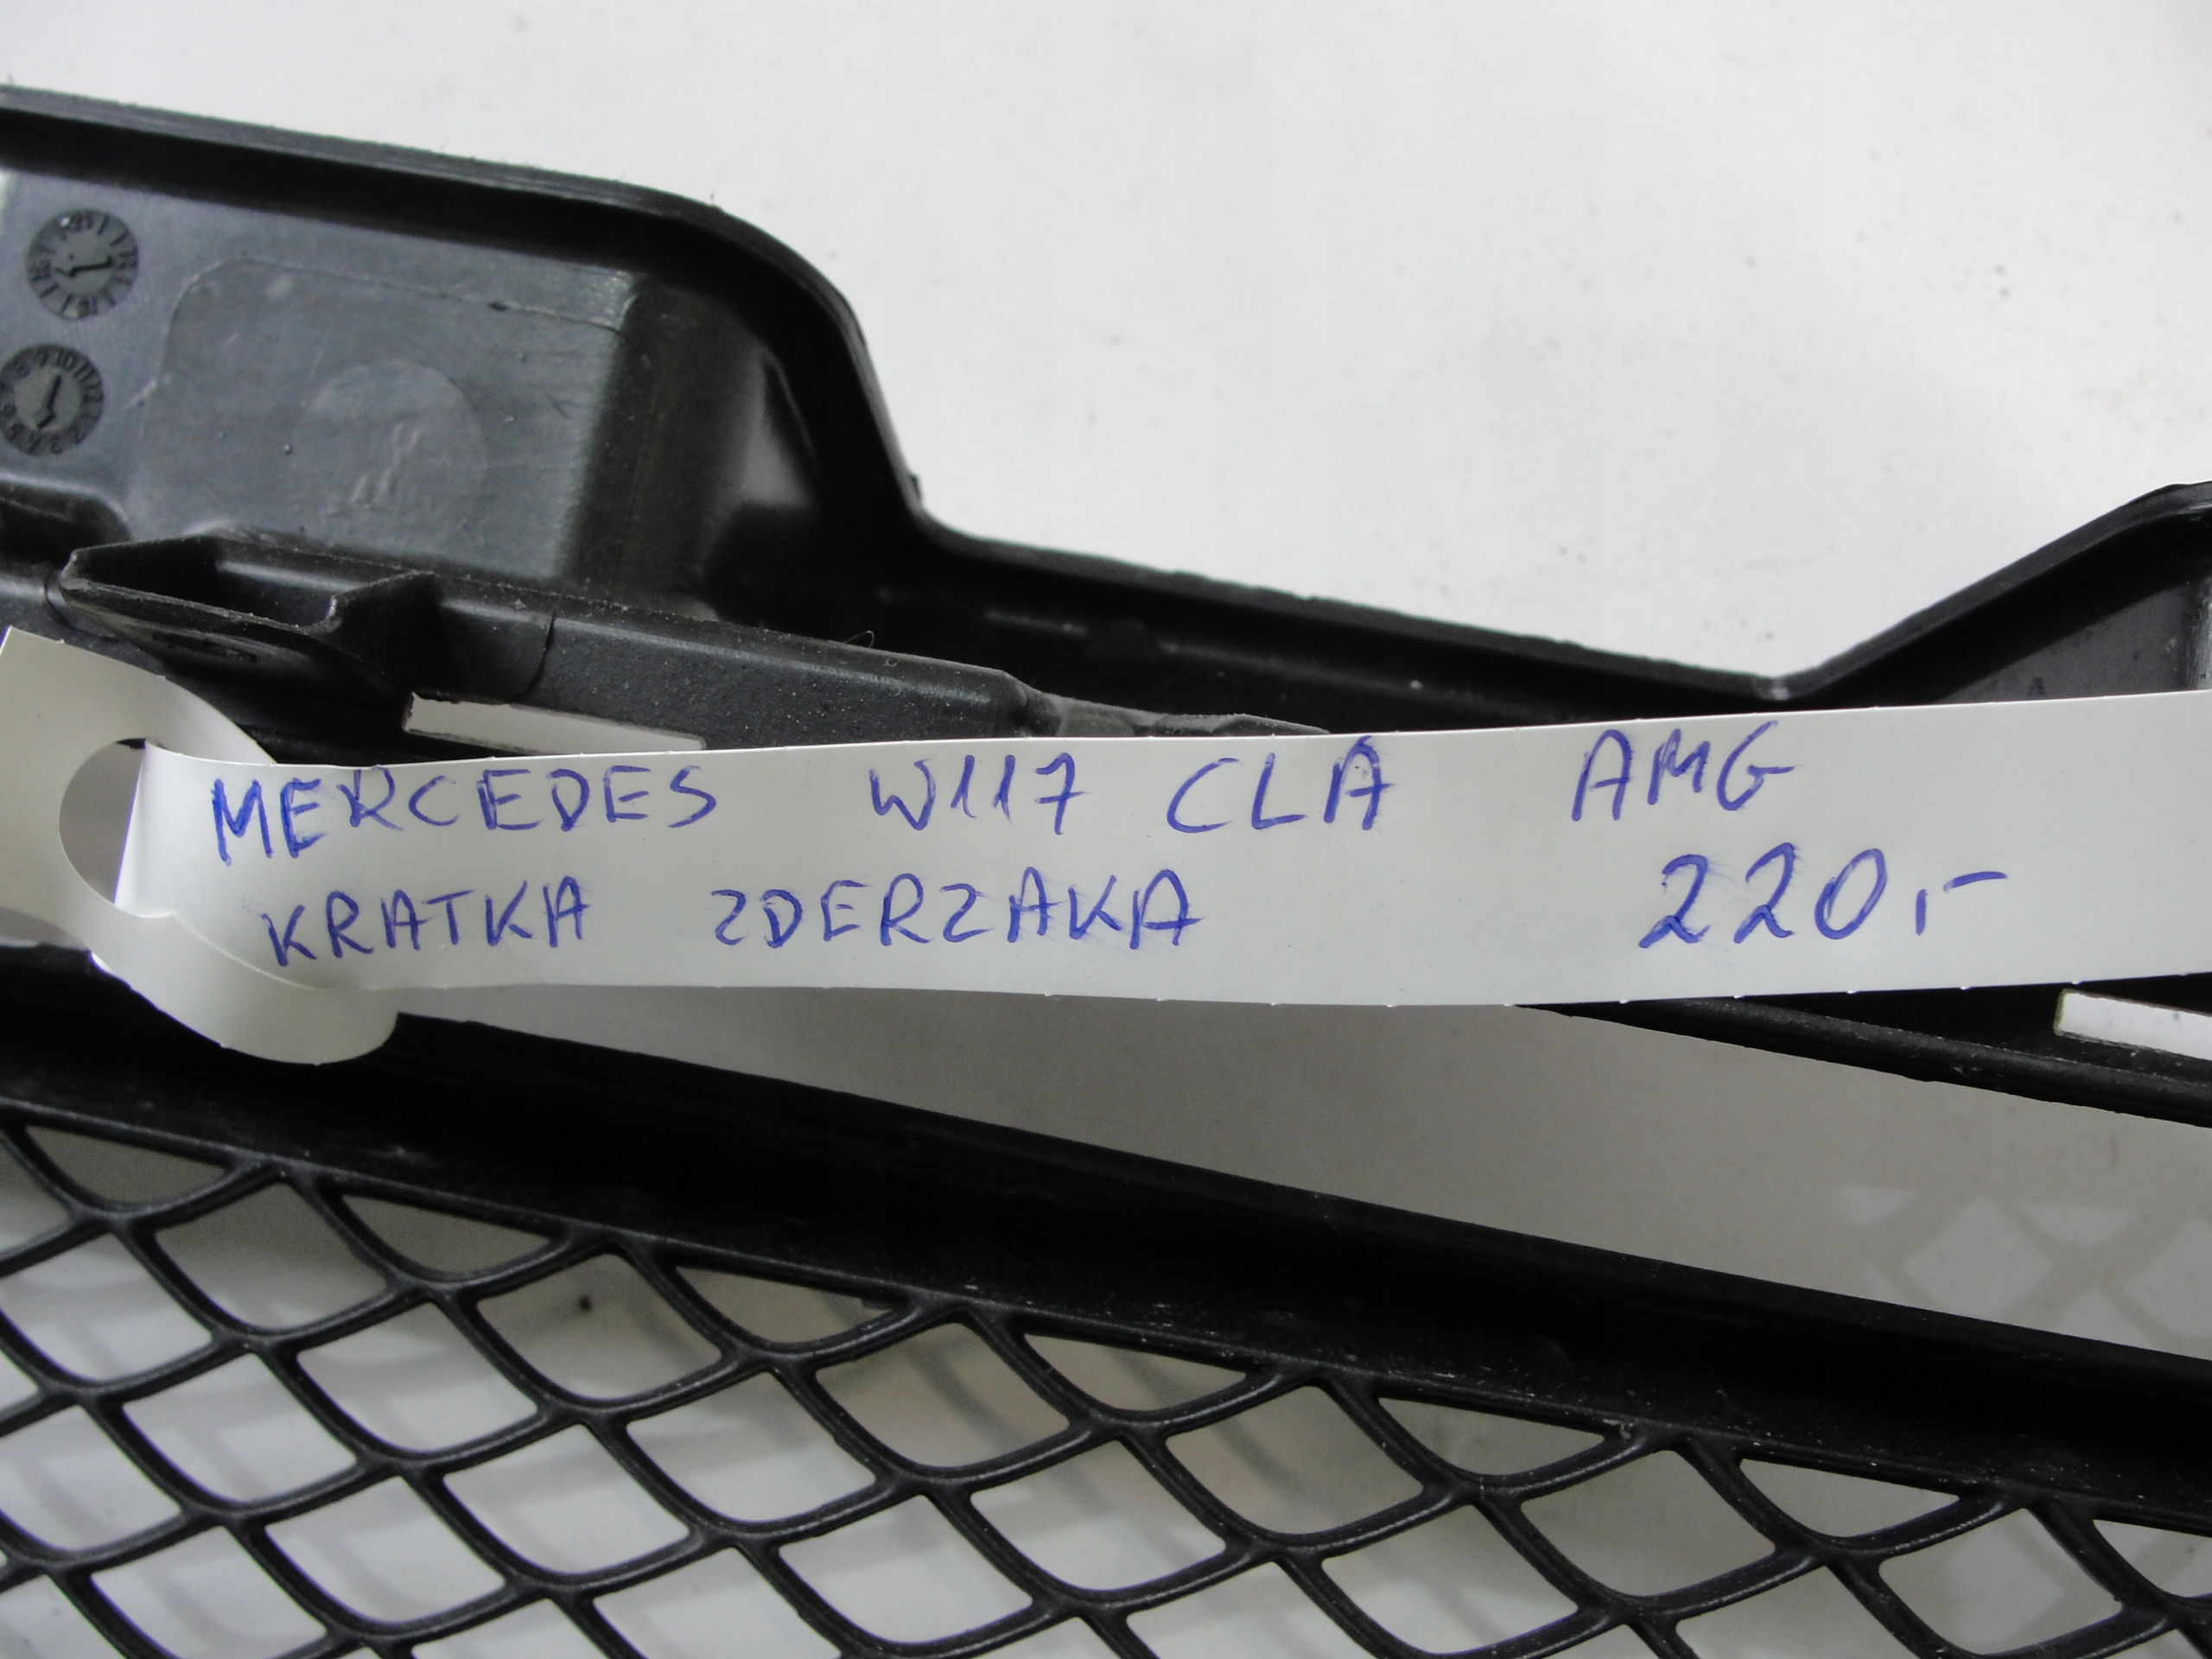 MERCEDES W117 CLA AMG
KRATKA ZDERZAKA 220,-